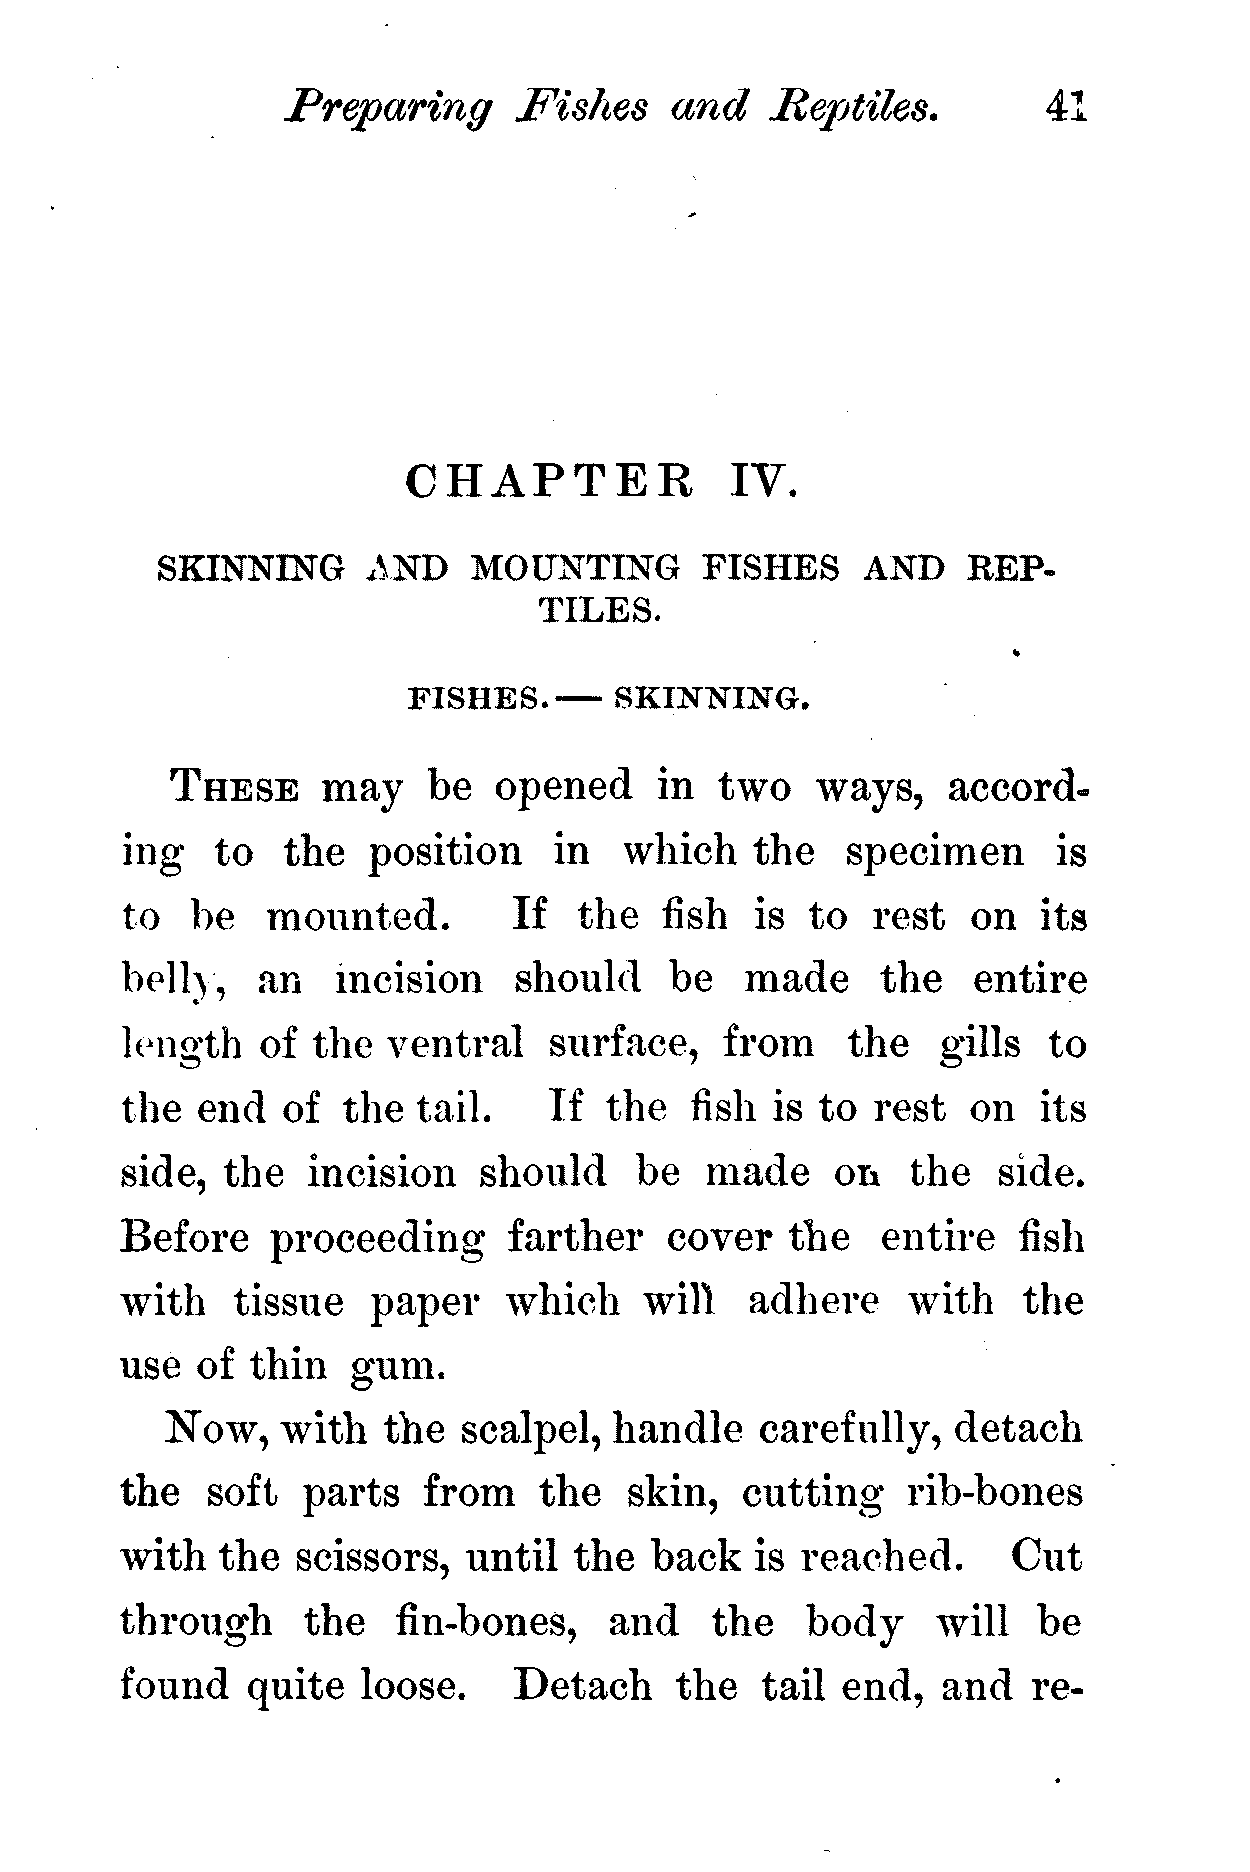 Preparing Fishes and Reptiles. 41
CHAPTER IV.
SKINNING AND MOUNTING FISHES AND REP-
TILES.
FISHES. — SKINNING.
THESE may be opened in two ways, accord-
ing to the position in which the specimen is
to be mounted. If the fish is to rest on its
belly, an incision should be made the entire
length of the ventral surface, from the gills to
the end of the tail. If the fish is to rest on its
side, the incision should be made on the side.
Before proceeding farther cover the entire fish
with tissue paper which will adhere with the
use of thin gum.
Now, with the scalpel, handle carefully, detach
the soft parts from the skin, cutting rib-bones
with the scissors, until the back is reached. Cut
through the fin-bones, and the body will be
found quite loose. Detach the tail end, and re-